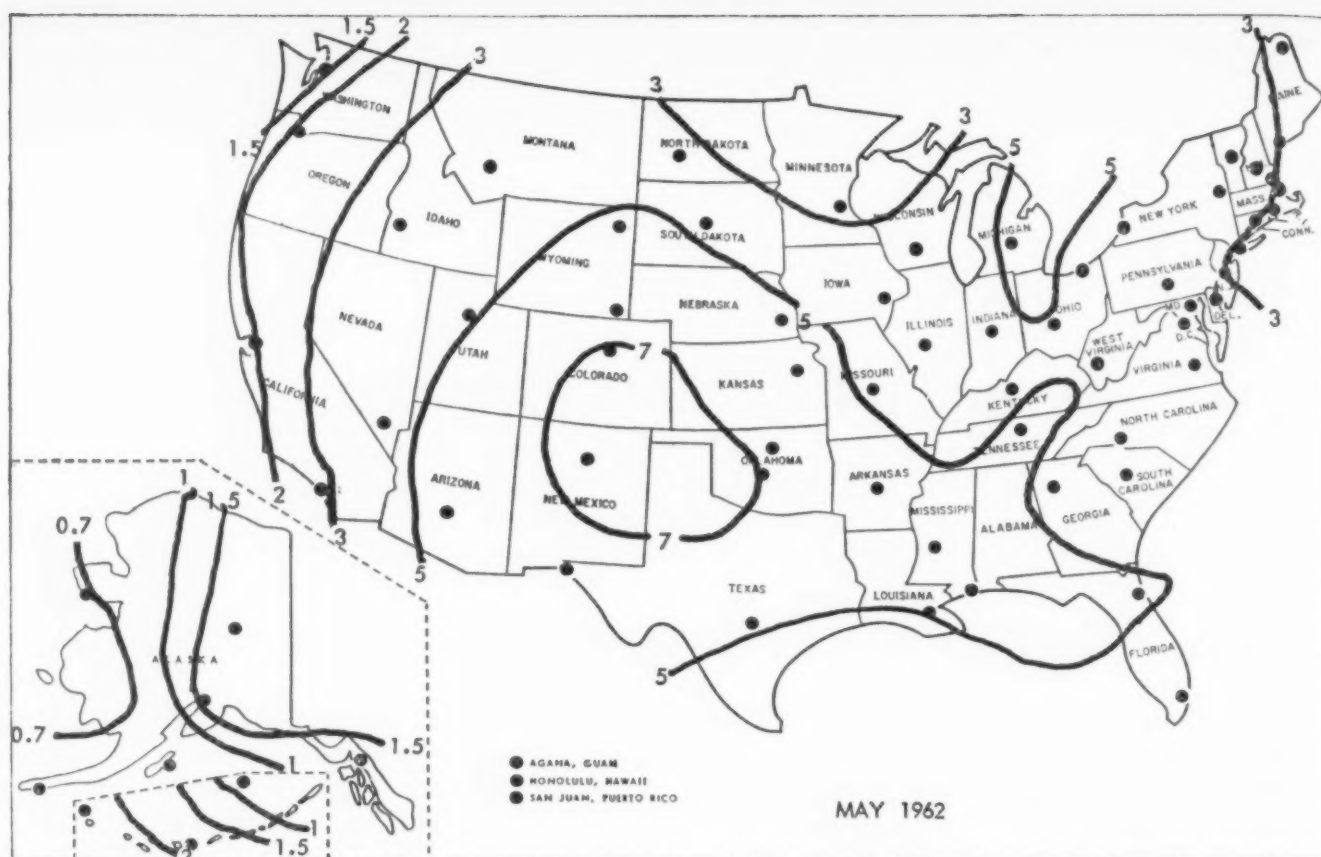 1.5 2 3 3 3 5 5 3
WASHINGTON
1.5
OREGON
IDAHO
MONTANA
NORTH DAKOTA
MINNESOTA
WISCONSIN
MICHIGAN
NEW YORK
MAINE
MASS
CONN.
SOUTH DAKOTA
WYOMING
NEBRASKA
IOWA
PENNSYLVANIA
N.
MD
DEL.
D.C.
3
NEVADA
UTAH
COLORADO
7
KANSAS
5
MISSOURI
ILLINOIS
INDIANA
OHIO
WEST
VIRGINIA
VIRGINIA
KENTUCKY
CALIFORNIA
2
3
ARIZONA
5
NEW MEXICO
7
OKLAHOMA
ARKANSAS
TENNESSEE
NORTH CAROLINA
SOUTH
CAROLINA
MISSISSIPPI
ALABAMA
GEORGIA
TEXAS
5
LOUISIANA
FLORIDA
1
1.5
0.7
ALASKA
0.7
1.5
1
1
1.5
2
AGANA, GUAM
HONOLULU, HAWAII
SAN JUAN, PUERTO RICO
MAY 1962